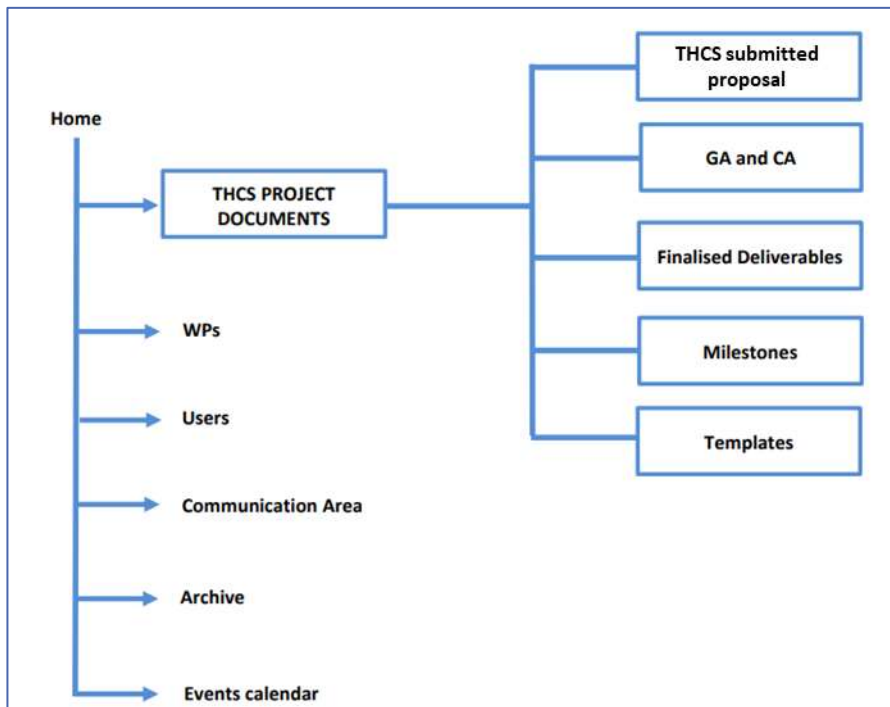 Home
THCS PROJECT
DOCUMENTS
WPs
Users
Communication Area
Archive
Events calendar
THCS submitted
proposal
GA and CA
Finalised Deliverables
Milestones
Templates